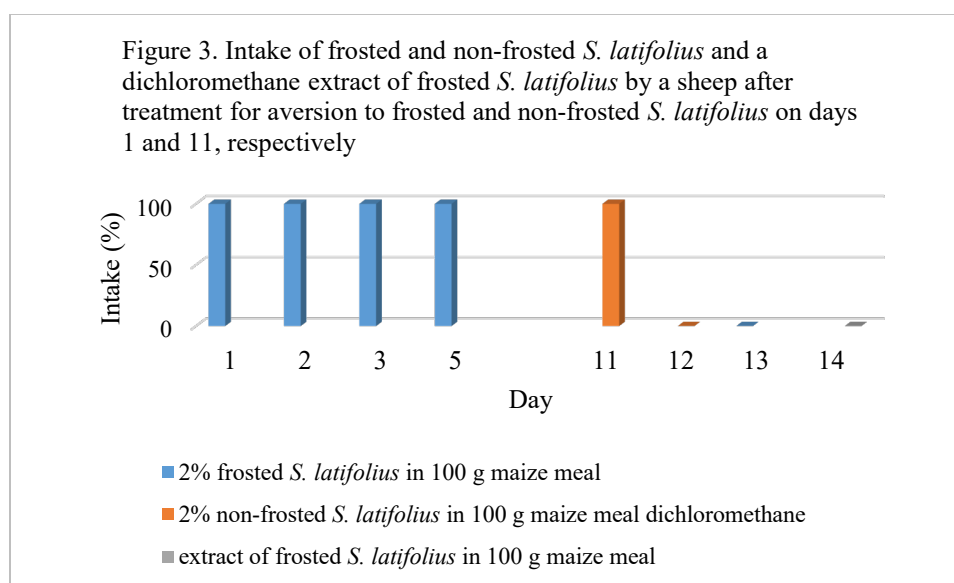 Figure 3. Intake of frosted and non-frosted S. latifolius and a
dichloromethane extract of frosted S. latifolius by a sheep after
treatment for aversion to frosted and non-frosted S. latifolius on days
1 and 11, respectively
Intake (%)
100
50
0
1 2 3 5 11 12 13 14
Day
2% frosted S. latifolius in 100 g maize meal
2% non-frosted S. latifolius in 100 g maize meal dichloromethane
extract of frosted S. latifolius in 100 g maize meal